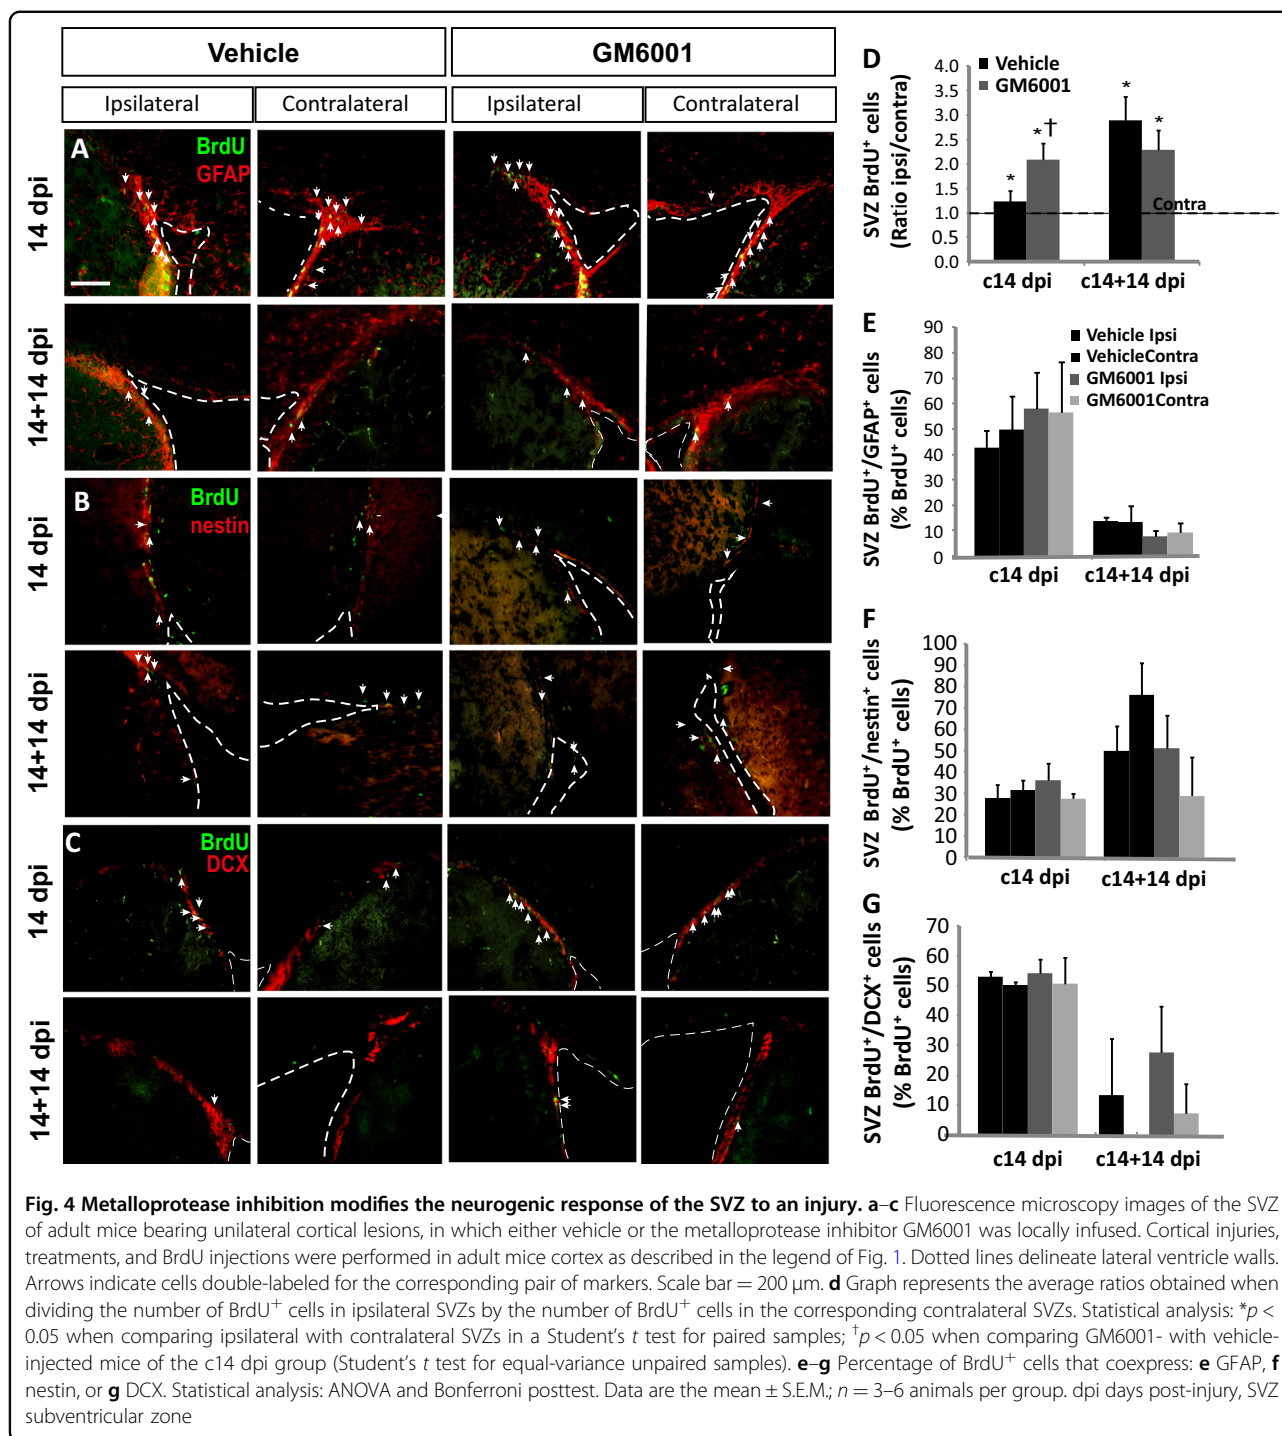 Vehicle
GM6001
Ipsilateral
Contralateral
Ipsilateral
Contralateral
14 dpi
A
BrdU
GFAP
14+14 dpi
14 dpi
B
BrdU
nestin
14+14 dpi
14 dpi
C
BrdU
DCX
14+14 dpi
D
SVZ BrdU⁺ cells
(Ratio ipsi/contra)
4.0
3.5
3.0
2.5
2.0
1.5
1.0
0.5
0.0
Vehicle
GM6001
*
*†
*
*
Contra
c14 dpi
c14+14 dpi
E
SVZ BrdU⁺/GFAP⁺ cells
(% BrdU⁺ cells)
90
80
70
60
50
40
30
20
10
0
Vehicle Ipsi
VehicleContra
GM6001 Ipsi
GM6001Contra
c14 dpi
c14+14 dpi
F
SVZ BrdU⁺/nestin⁺ cells
(% BrdU⁺ cells)
100
90
80
70
60
50
40
30
20
10
0
c14 dpi
c14+14 dpi
G
SVZ BrdU⁺/DCX⁺ cells
(% BrdU⁺ cells)
70
60
50
40
30
20
10
0
c14 dpi
c14+14 dpi
Fig. 4 Metalloprotease inhibition modifies the neurogenic response of the SVZ to an injury. a–c Fluorescence microscopy images of the SVZ
of adult mice bearing unilateral cortical lesions, in which either vehicle or the metalloprotease inhibitor GM6001 was locally infused. Cortical injuries,
treatments, and BrdU injections were performed in adult mice cortex as described in the legend of Fig. 1. Dotted lines delineate lateral ventricle walls.
Arrows indicate cells double-labeled for the corresponding pair of markers. Scale bar = 200 µm. d Graph represents the average ratios obtained when
dividing the number of BrdU⁺ cells in ipsilateral SVZs by the number of BrdU⁺ cells in the corresponding contralateral SVZs. Statistical analysis: *p <
0.05 when comparing ipsilateral with contralateral SVZs in a Student's t test for paired samples; †p < 0.05 when comparing GM6001- with vehicle-
injected mice of the c14 dpi group (Student's t test for equal-variance unpaired samples). e–g Percentage of BrdU⁺ cells that coexpress: e GFAP, f
nestin, or g DCX. Statistical analysis: ANOVA and Bonferroni posttest. Data are the mean ± S.E.M.; n = 3–6 animals per group. dpi days post-injury, SVZ
subventricular zone